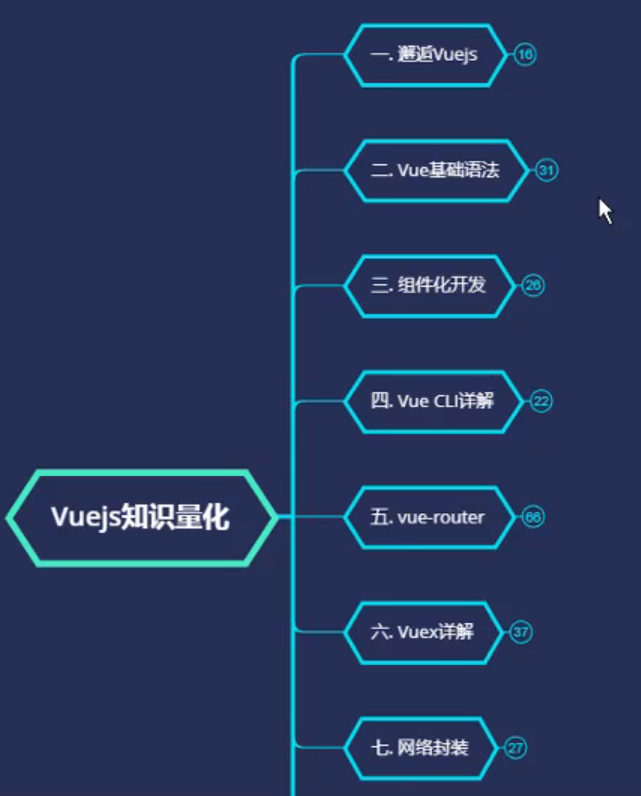 一. 邂逅Vuejs 16
二. Vue基础语法 31
三. 组件化开发 26
四. Vue CLI详解 22
Vuejs知识量化
五. vue-router 66
六. Vuex详解 37
七. 网络封装 27